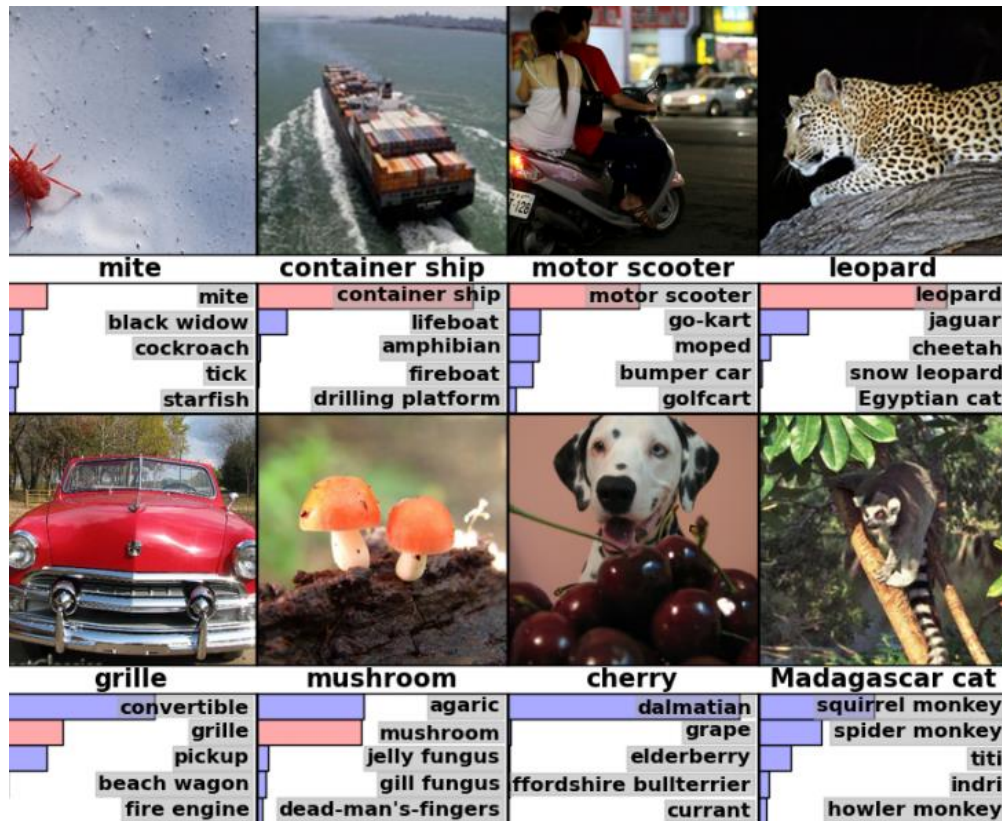 mite
container ship
motor scooter
leopard
mite
black widow
cockroach
tick
starfish
container ship
lifeboat
amphibian
fireboat
drilling platform
motor scooter
go-kart
moped
bumper car
golfcart
leopard
jaguar
cheetah
snow leopard
Egyptian cat
grille
mushroom
cherry
Madagascar cat
convertible
grille
pickup
beach wagon
fire engine
agaric
mushroom
jelly fungus
gill fungus
dead-man's-fingers
dalmatian
grape
elderberry
ffordshire bullterrier
currant
squirrel monkey
spider monkey
titi
indri
howler monkey